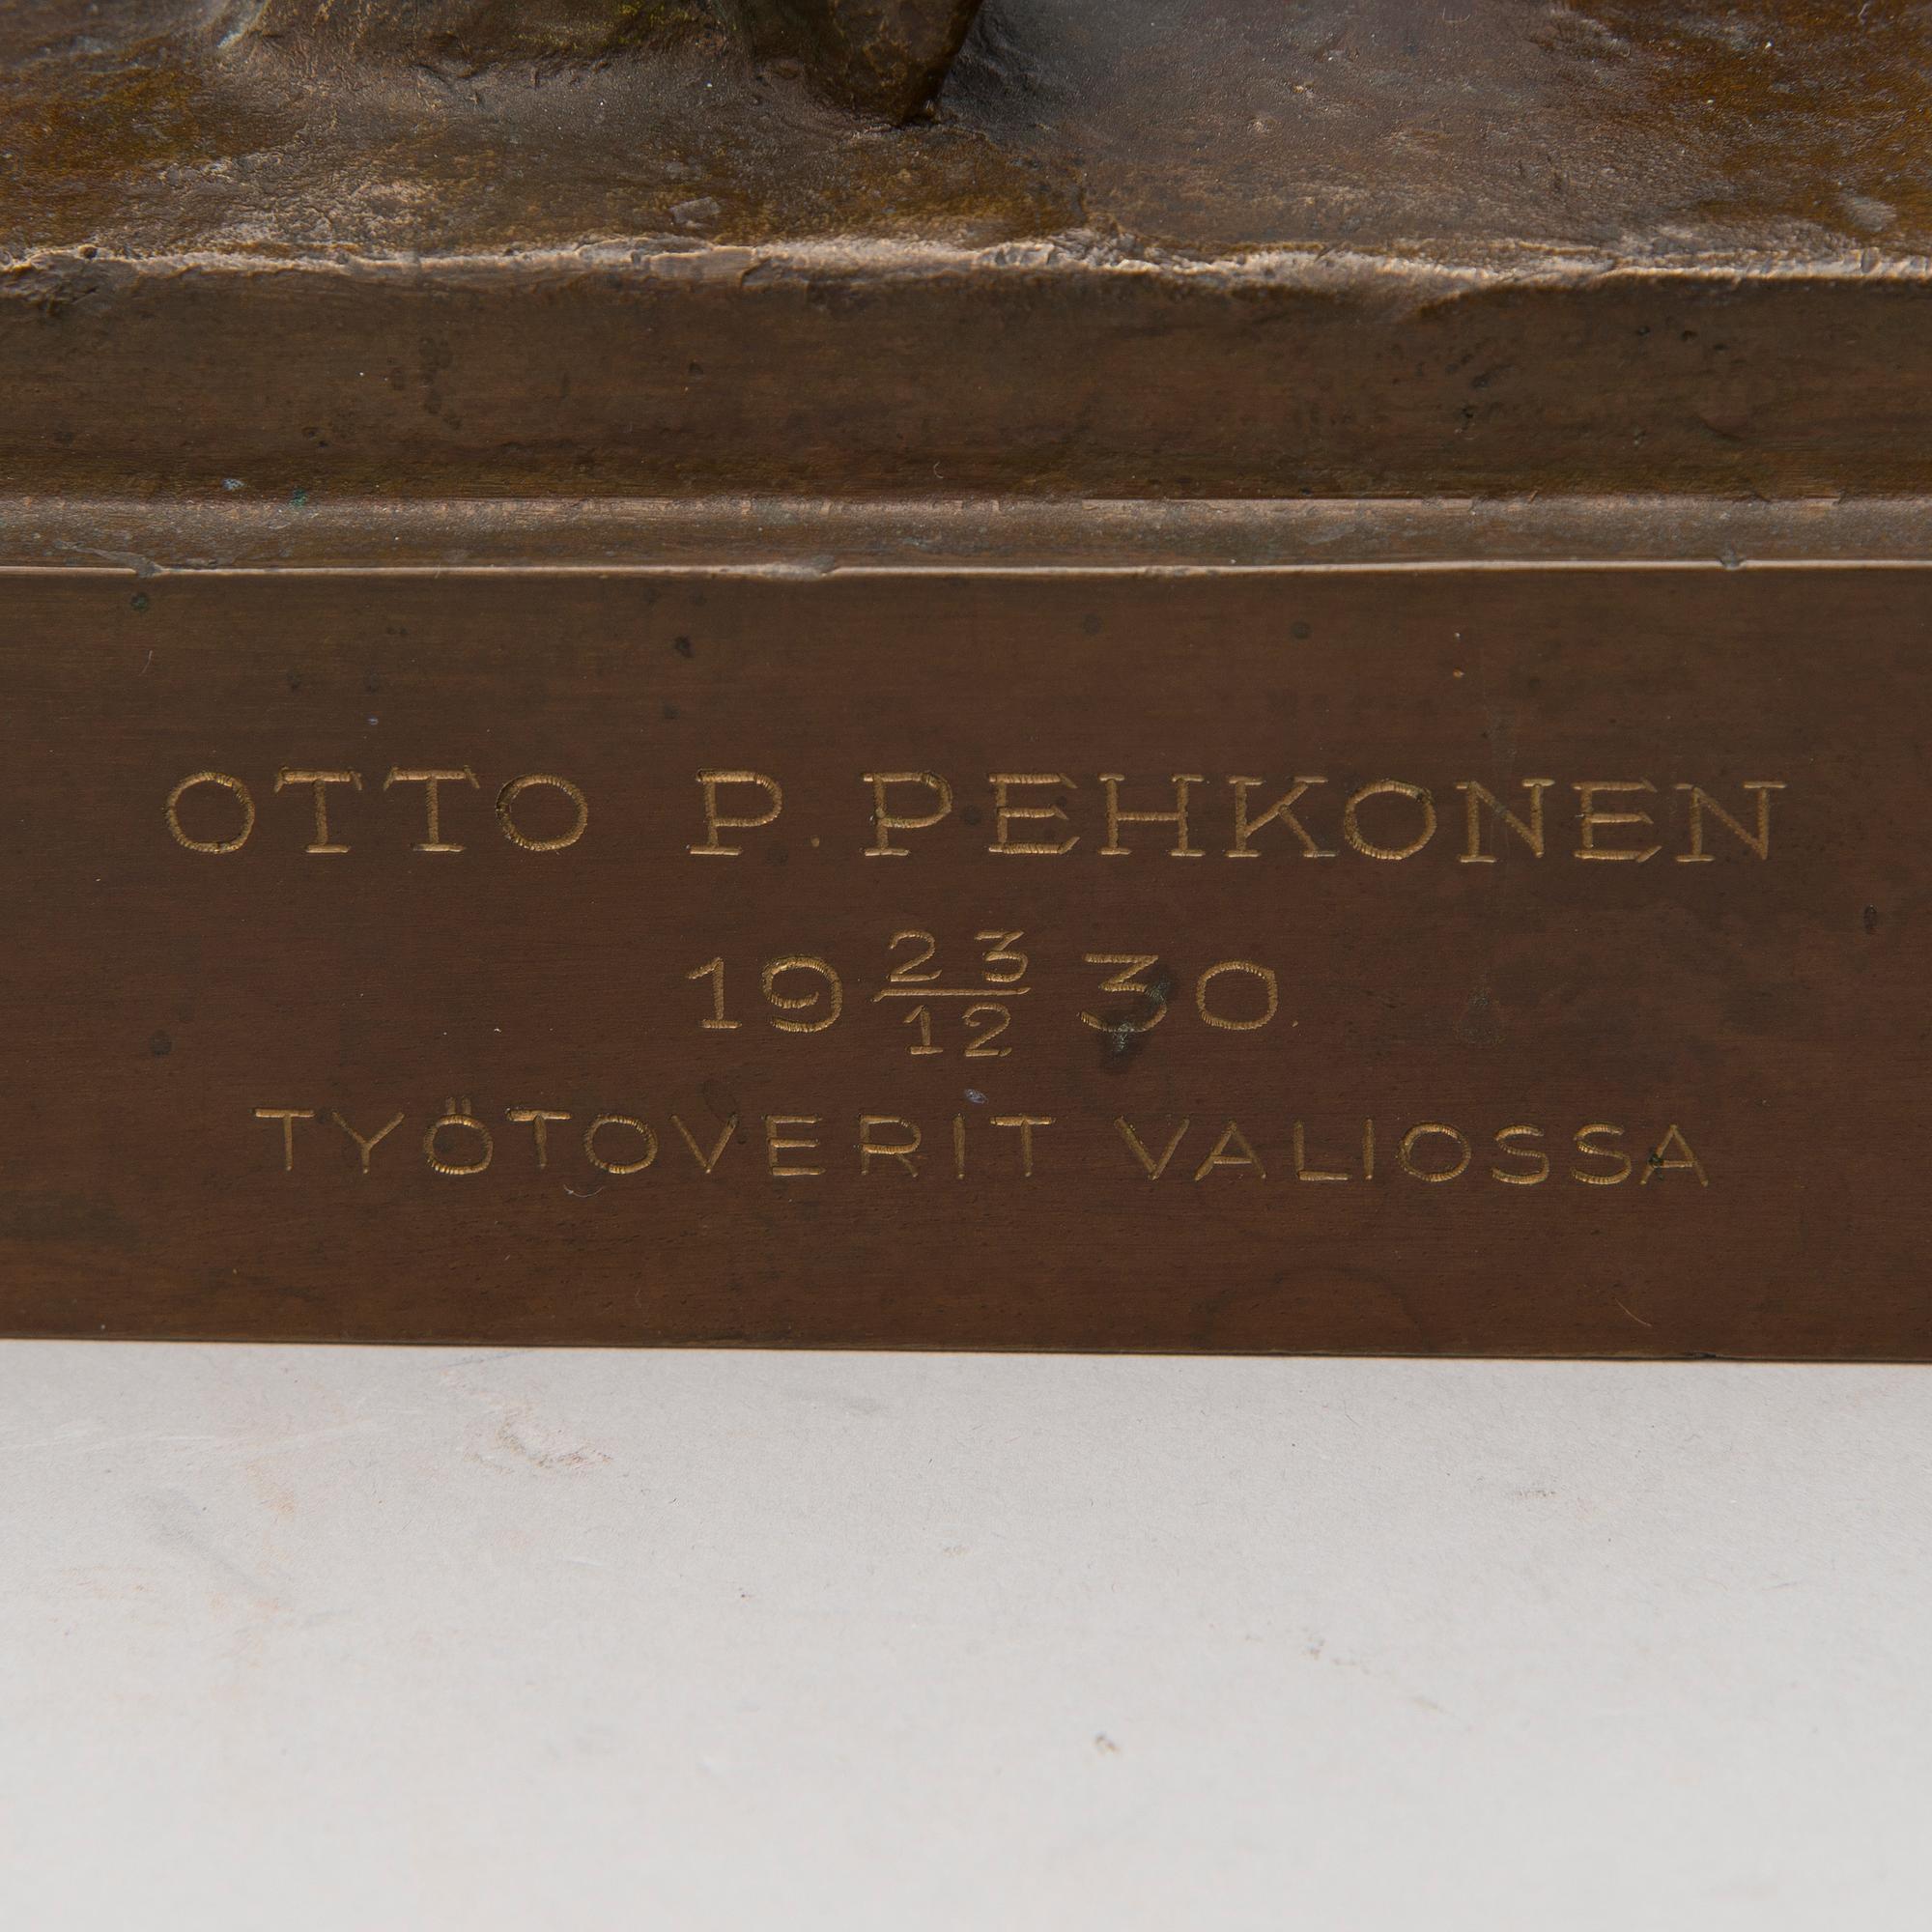 OTTO P. PEHKONEN
19 23/12 30
TYÖTOVERIT VALIOSSA